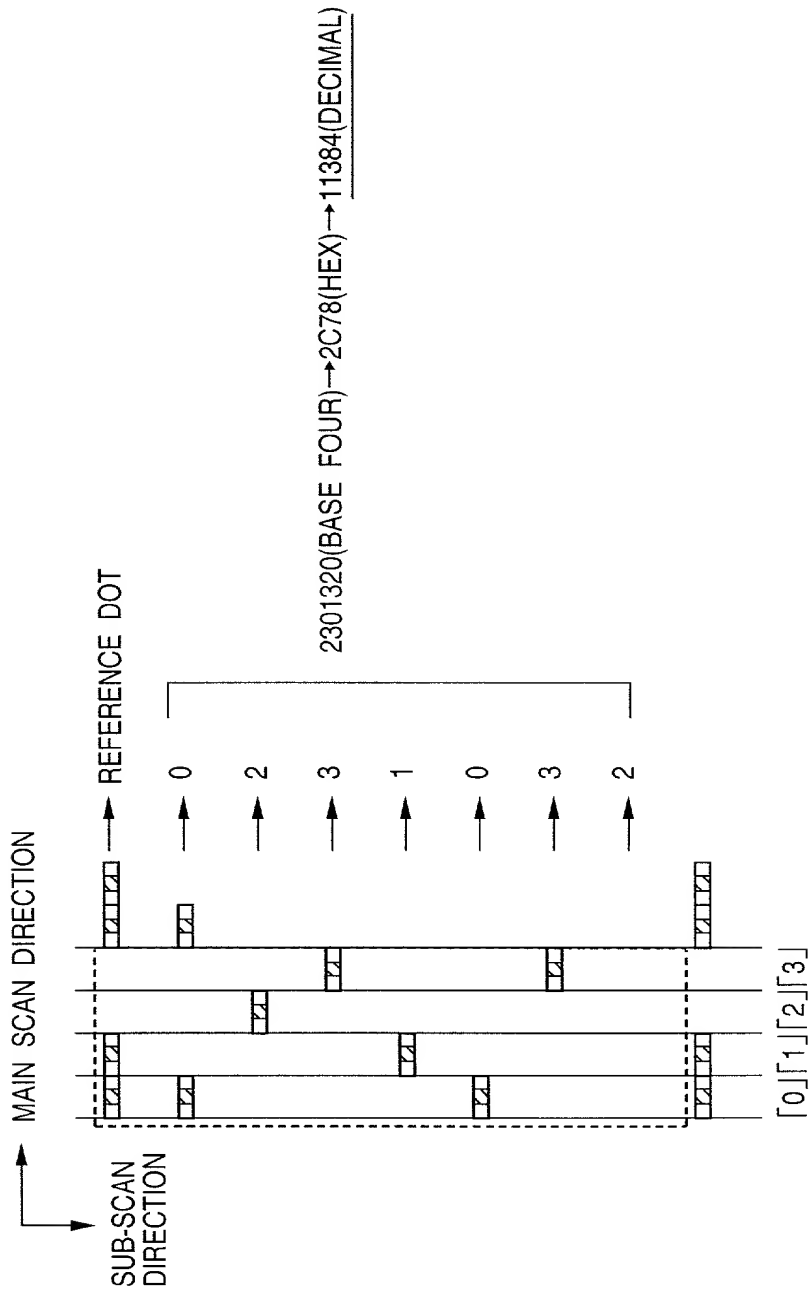 MAIN SCAN DIRECTION
SUB-SCAN
DIRECTION
REFERENCE DOT
0
2
3
1
0
3
2
2301320(BASE FOUR)→2C78(HEX)→11384(DECIMAL)
「0」「1」「2」「3」